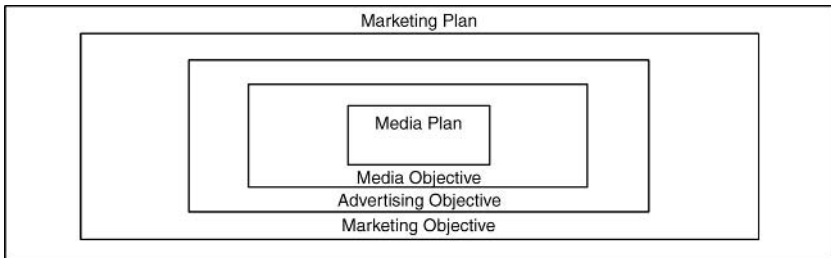 Marketing Plan
Media Plan
Media Objective
Advertising Objective
Marketing Objective